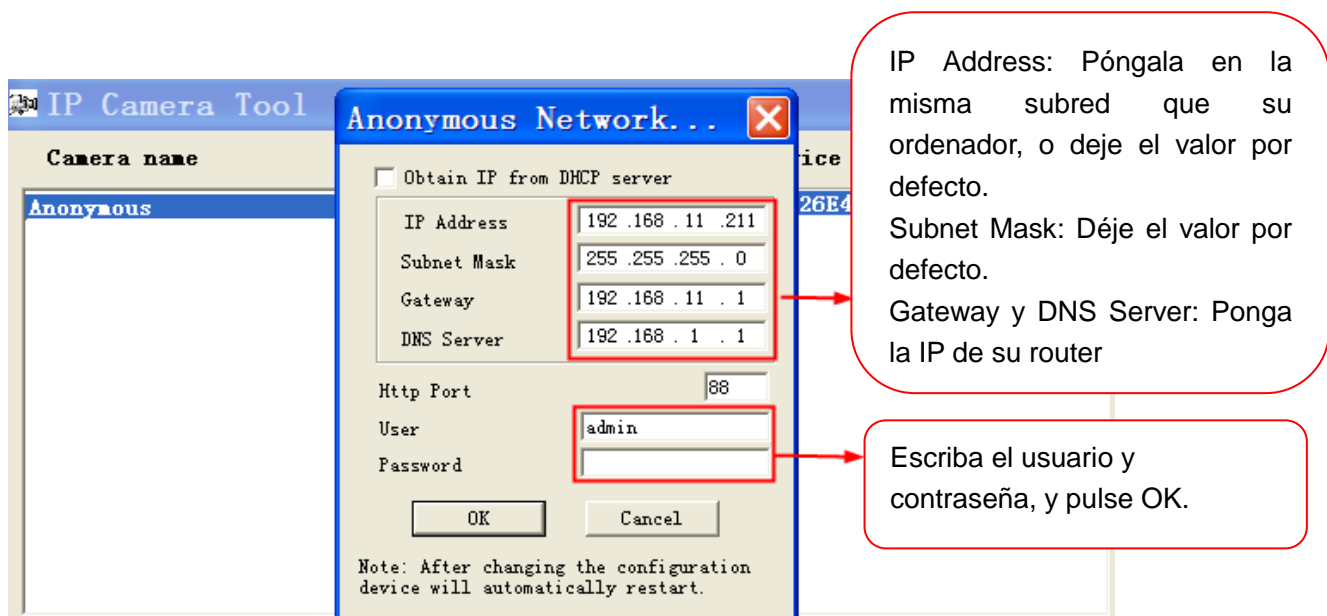 IP Address: Póngala en la
misma subred que su
ordenador, o deje el valor por
defecto.
Subnet Mask: Déje el valor por
defecto.
Gateway y DNS Server: Ponga
la IP de su router
IP Camera Tool
Anonymous Network...
Camera name
ice
Obtain IP from DHCP server
Anonymous
26E4
IP Address 192 .168 . 11 .211
Subnet Mask 255 .255 .255 . 0
Gateway 192 .168 . 11 . 1
DNS Server 192 .168 . 1 . 1
Http Port 88
User admin
Password
Escriba el usuario y
contraseña, y pulse OK.
OK Cancel
Note: After changing the configuration
device will automatically restart.